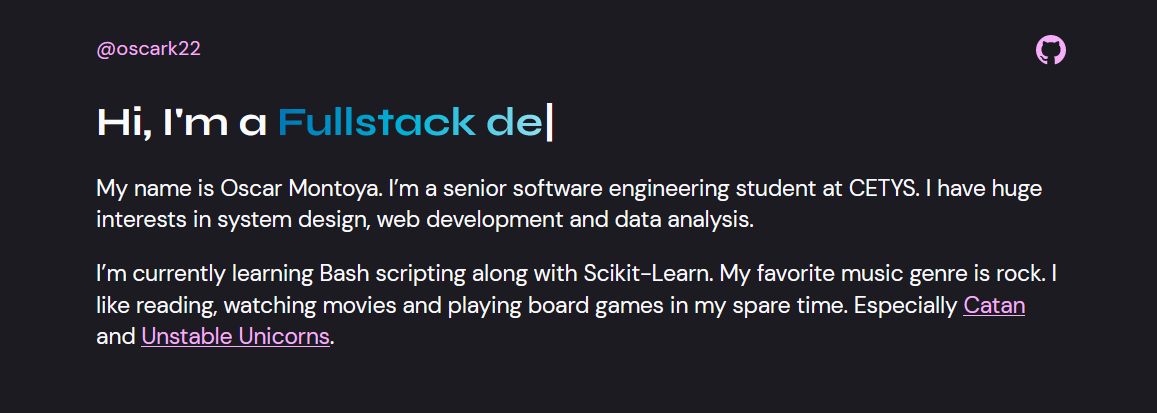 @oscark22
Hi, I'm a Fullstack de
My name is Oscar Montoya. I’m a senior software engineering student at CETYS. I have huge
interests in system design, web development and data analysis.
I’m currently learning Bash scripting along with Scikit-Learn. My favorite music genre is rock. I
like reading, watching movies and playing board games in my spare time. Especially Catan
and Unstable Unicorns.